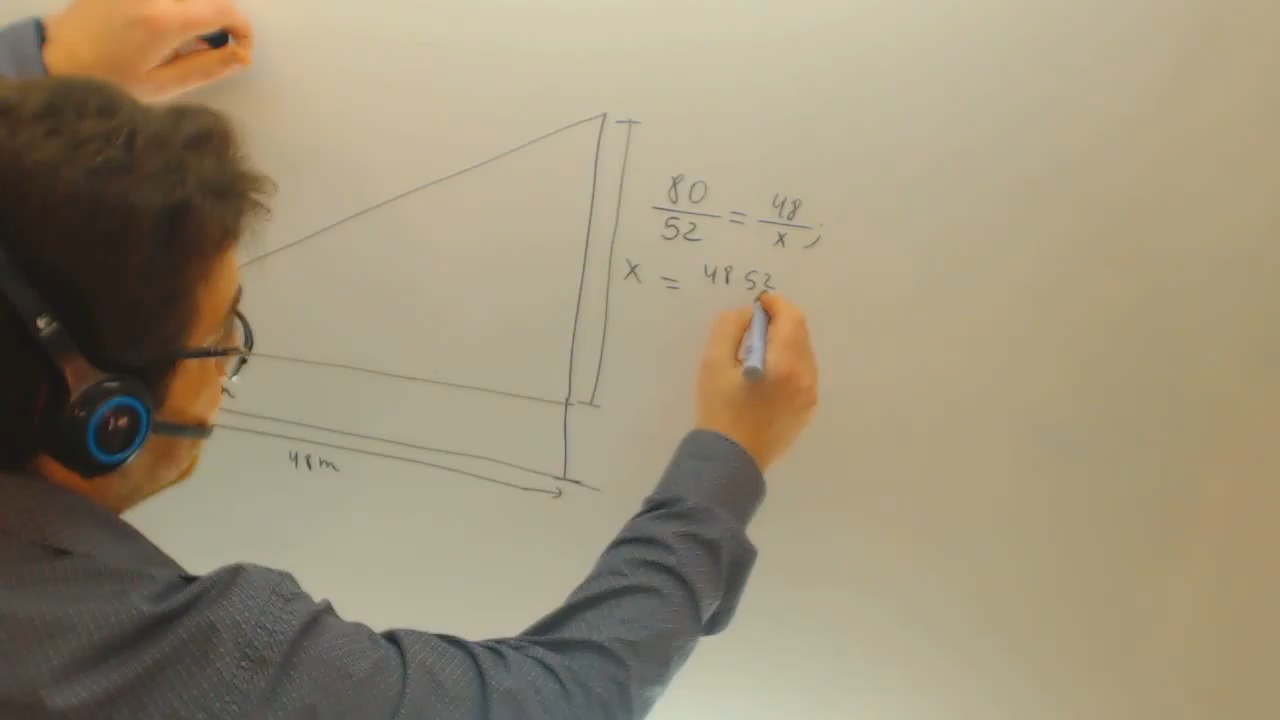 80/52 = 48/x ;
x = 48 52
48m